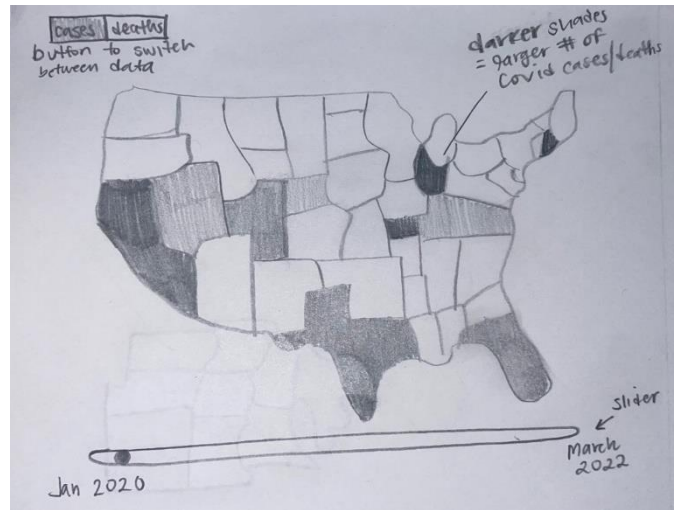 cases deaths
button to switch
between data
darker shades
= larger # of
Covid cases/deaths
slider
Jan 2020
March
2022